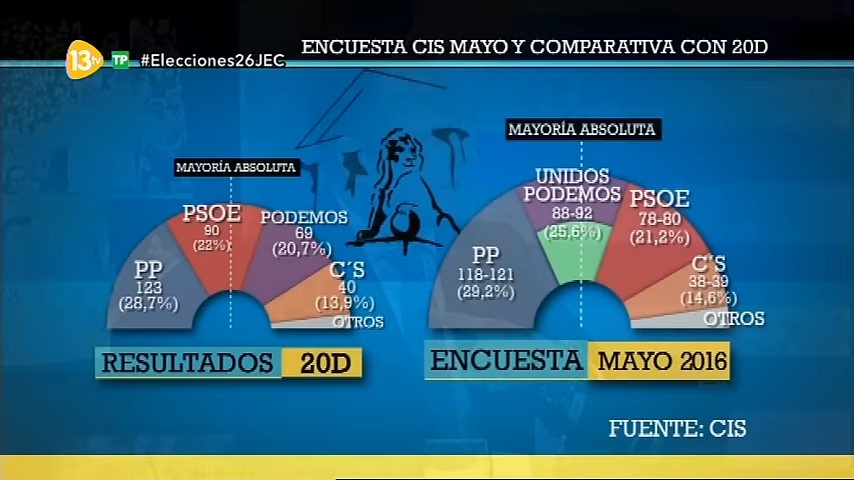 ENCUESTA CIS MAYO Y COMPARATIVA CON 20D
13tv TP #Elecciones26JEC
MAYORÍA ABSOLUTA
PSOE
90
(22%)
PODEMOS
69
(20,7%)
PP
123
(28,7%)
C´S
40
(13,9%)
OTROS
RESULTADOS 20D
MAYORÍA ABSOLUTA
UNIDOS
PODEMOS
88-92
(25,6%)
PSOE
78-80
(21,2%)
PP
118-121
(29,2%)
C´S
38-39
(14,6%)
OTROS
ENCUESTA MAYO 2016
FUENTE: CIS